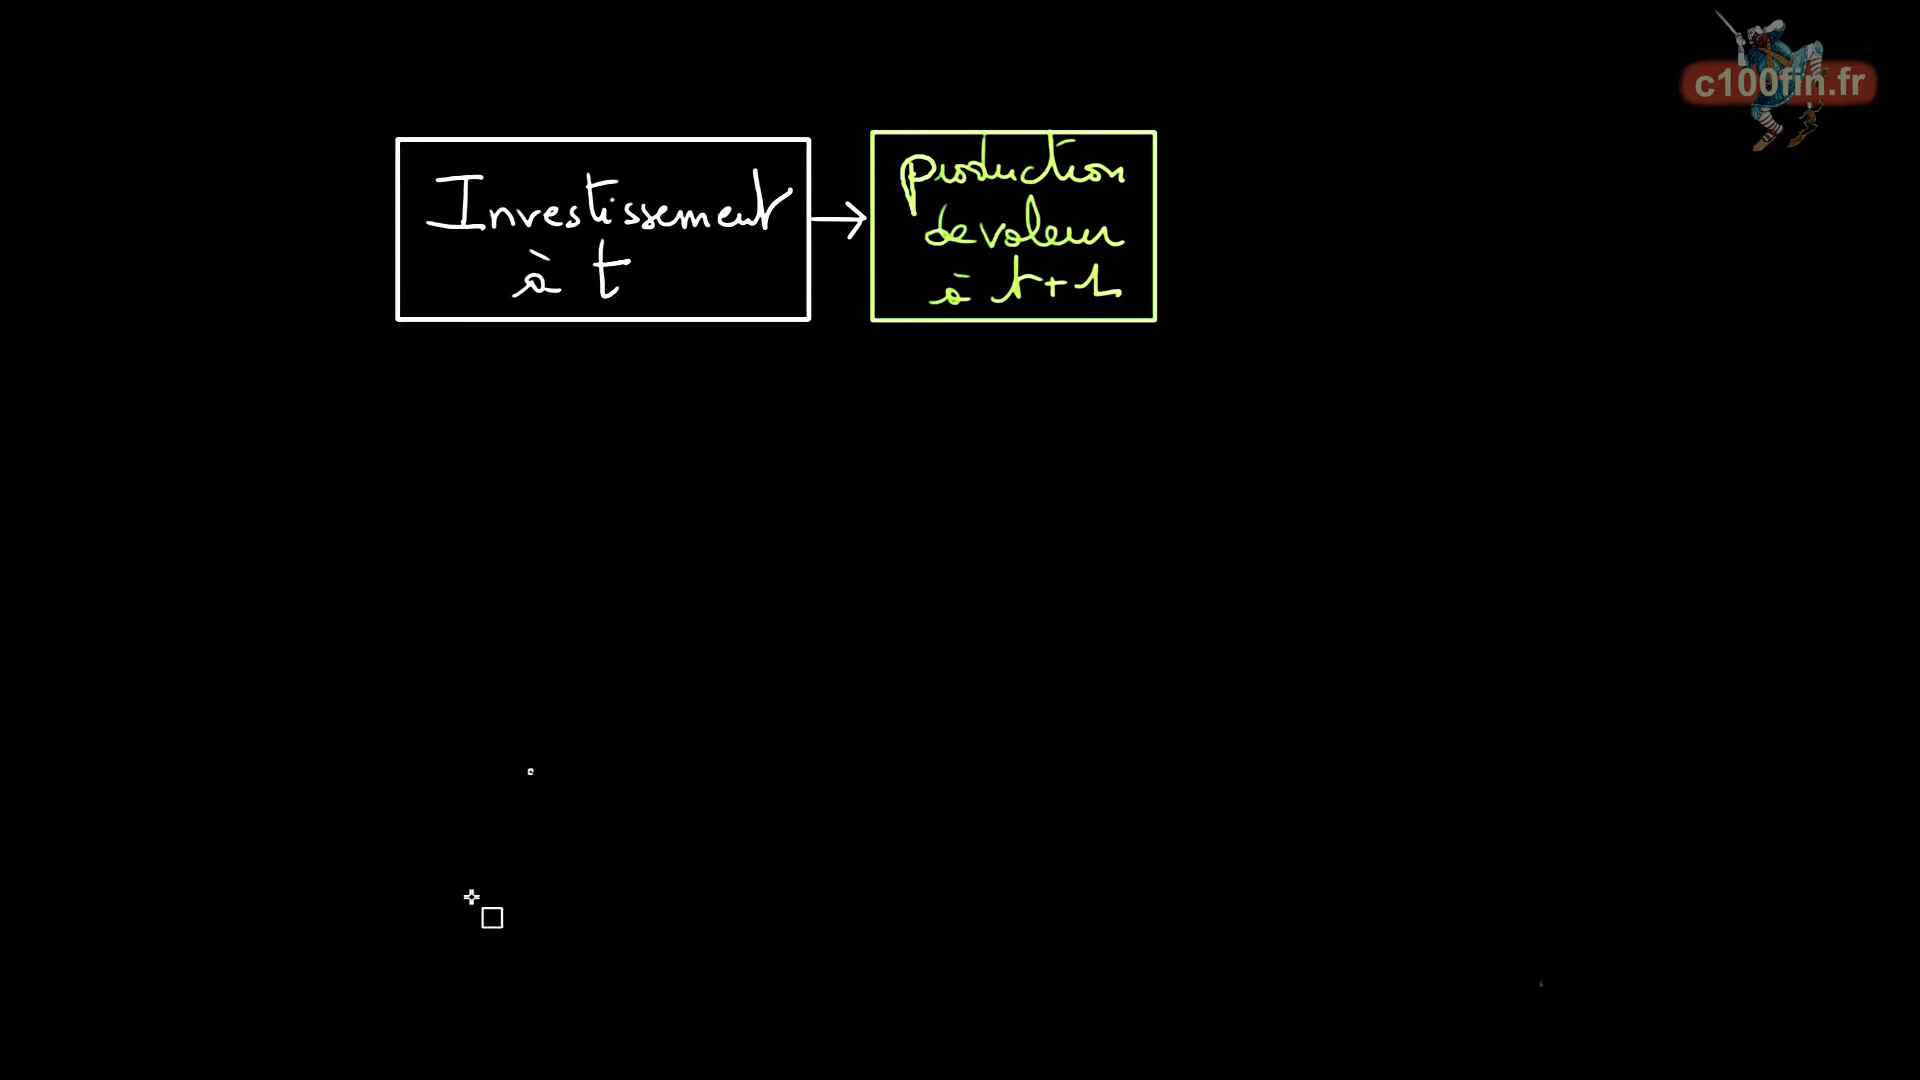 c100fin.fr
Investissement
à t
production
de valeur
à t+1